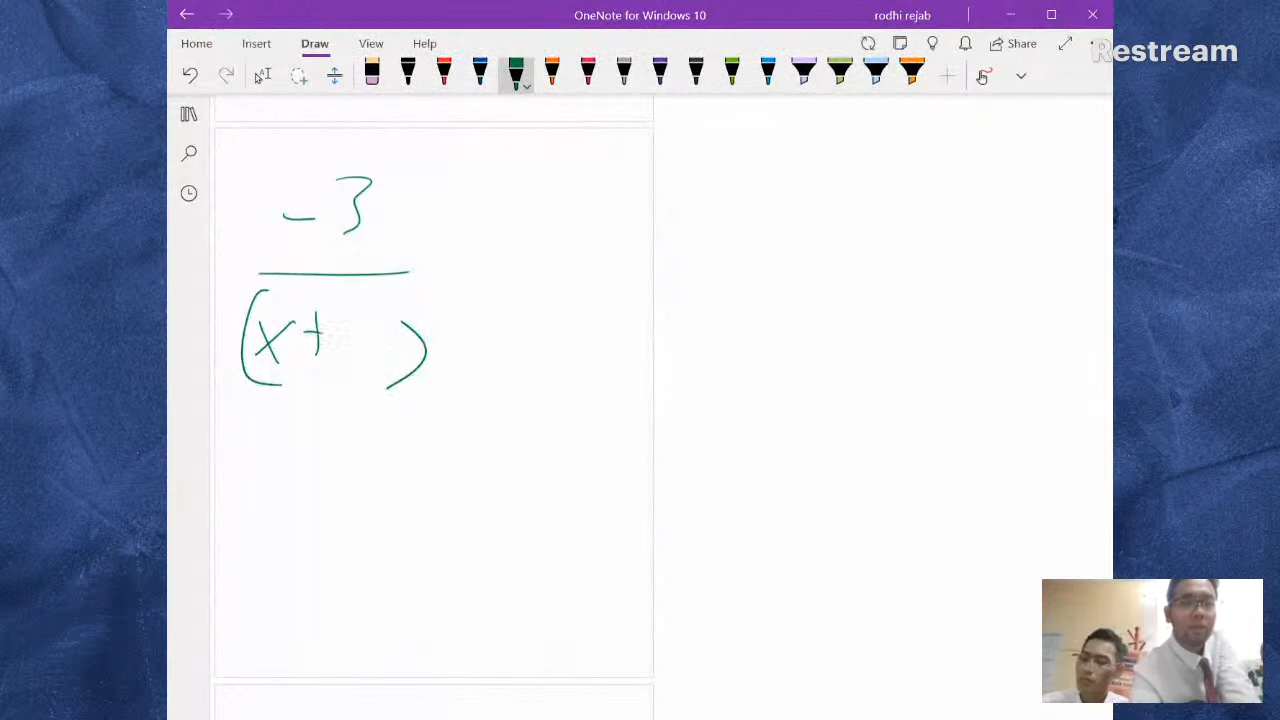 OneNote for Windows 10
rodhi rejab
Home Insert Draw View Help
Share
Restream
- 3
(x+ )